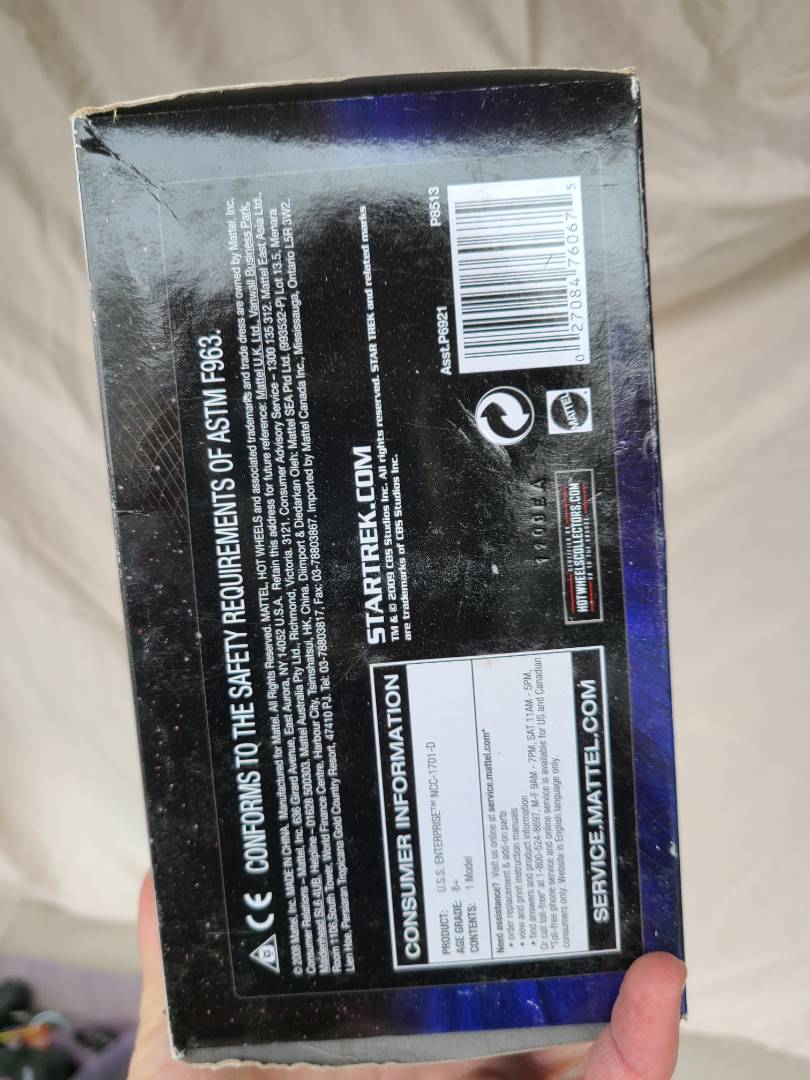 CE CONFORMS TO THE SAFETY REQUIREMENTS OF ASTM F963.
© 2008 Mattel, Inc. MADE IN CHINA. Manufactured for Mattel. All Rights Reserved. MATTEL, HOT WHEELS and associated trademarks and trade dress are owned by Mattel, Inc.
Consumer Relations - Mattel, Inc. 636 Girard Avenue, East Aurora, NY 14052 U.S.A. Retain this address for future reference: Mattel U.K. Ltd., Vanwall Business Park,
Maidenhead SL6 4UB. Helpline - 01628 500303. Mattel Australia Pty Ltd., Richmond, Victoria. 3121. Consumer Advisory Service - 1300 135 312. Mattel East Asia Ltd.,
Room 1106, South Tower, World Finance Centre, Harbour City, Tsimshatsui, HK, China. Diimport & Diedarkan Oleh: Mattel SEA Ptd Ltd. (993532-P) Lot 13.5, Menara
Lien Hoe, Persiaran Tropicana Gold Country Resort, 47410 PJ. Tel: 03-78803817, Fax: 03-78803867. Imported by Mattel Canada Inc., Mississauga, Ontario L5R 3W2.
STARTREK.COM
TM & © 2009 CBS Studios Inc. All rights reserved. STAR TREK and related marks
are trademarks of CBS Studios Inc.
Asst.P6921 P8513
0 27084 76067 5
MATTEL
1109EA
HOTWHEELSCOLLECTORS.COM
CONSUMER INFORMATION
PRODUCT: U.S.S. ENTERPRISE™ NCC-1701-D
AGE GRADE: 8+
CONTENTS: 1 Model
Need assistance? Visit us online at service.mattel.com*
• order replacement & add-on parts
• view and print instruction manuals
• find answers and product information
Or call toll-free* at 1-800-524-8697, M-F 9AM - 7PM, SAT 11AM - 5PM.
*Toll-free phone service and online service is available for US and Canadian
consumers only. Website is English language only.
SERVICE.MATTEL.COM